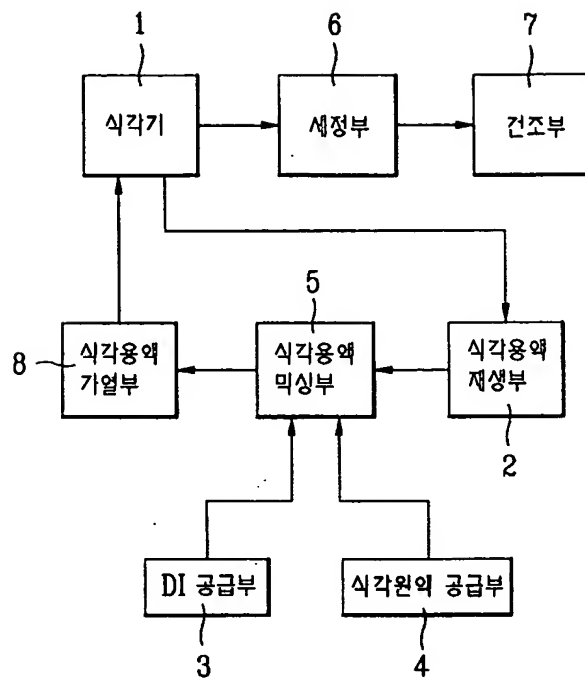 1
6
7
식각기
세정부
건조부
5
8
식각용액
가열부
식각용액
믹싱부
식각용액
재생부
2
DI 공급부
식각원액 공급부
3
4